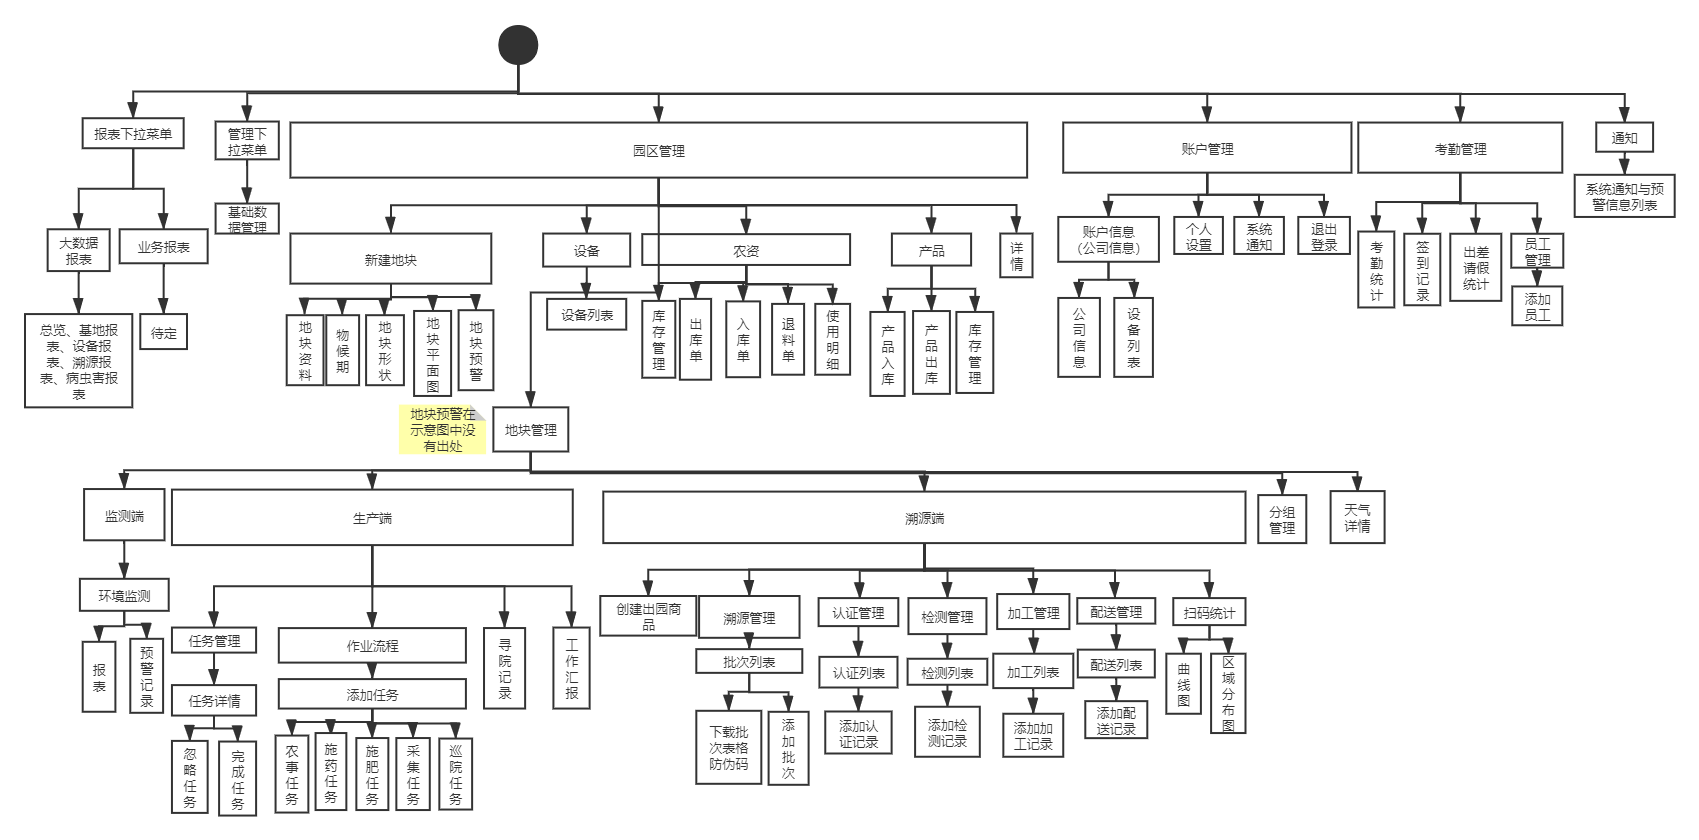 报表下拉菜单
管理下
拉菜单
园区管理
账户管理
考勤管理
通知
基础数
据管理
系统通知与预
警信息列表
大数据
报表
业务报表
新建地块
设备
农资
产品
详情
账户信息
（公司信息）
个人
设置
系统
通知
退出
登录
考勤统计
签到记录
出差
请假
统计
员工
管理
添加
员工
总览、基地报
表、设备报
表、溯源报
表、病虫害报
表
待定
地块资料
物候期
地块形状
地块平面图
地块预警
设备列表
库存管理
出库单
入库单
退料单
使用明细
产品入库
产品出库
库存管理
公司信息
设备列表
地块预警在
示意图中没
有出处
地块管理
监测端
生产端
溯源端
分组
管理
天气
详情
环境监测
报表
预警记录
任务管理
作业流程
寻院记录
工作汇报
任务详情
添加任务
忽略任务
完成任务
农事任务
施药任务
施肥任务
采集任务
巡院任务
创建出园商
品
溯源管理
认证管理
检测管理
加工管理
配送管理
扫码统计
批次列表
认证列表
检测列表
加工列表
配送列表
曲线图
区域分布图
下载批
次表格
防伪码
添加批次
添加认
证记录
添加检
测记录
添加加
工记录
添加配
送记录